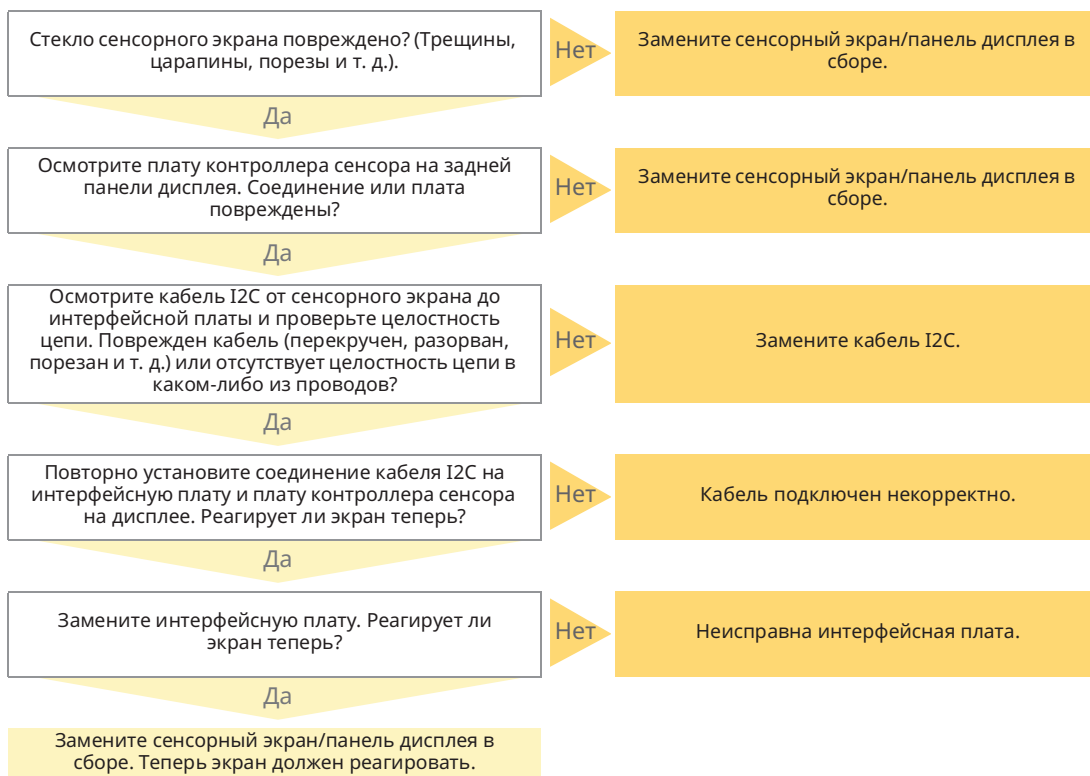 Стекло сенсорного экрана повреждено? (Трещины,
царапины, порезы и т. д.).
Нет
Замените сенсорный экран/панель дисплея в
сборе.
Да
Осмотрите плату контроллера сенсора на задней
панели дисплея. Соединение или плата
повреждены?
Нет
Замените сенсорный экран/панель дисплея в
сборе.
Да
Осмотрите кабель I2C от сенсорного экрана до
интерфейсной платы и проверьте целостность
цепи. Поврежден кабель (перекручен, разорван,
порезан и т. д.) или отсутствует целостность цепи в
каком-либо из проводов?
Нет
Замените кабель I2C.
Да
Повторно установите соединение кабеля I2C на
интерфейсную плату и плату контроллера сенсора
на дисплее. Реагирует ли экран теперь?
Нет
Кабель подключен некорректно.
Да
Замените интерфейсную плату. Реагирует ли
экран теперь?
Нет
Неисправна интерфейсная плата.
Да
Замените сенсорный экран/панель дисплея в
сборе. Теперь экран должен реагировать.